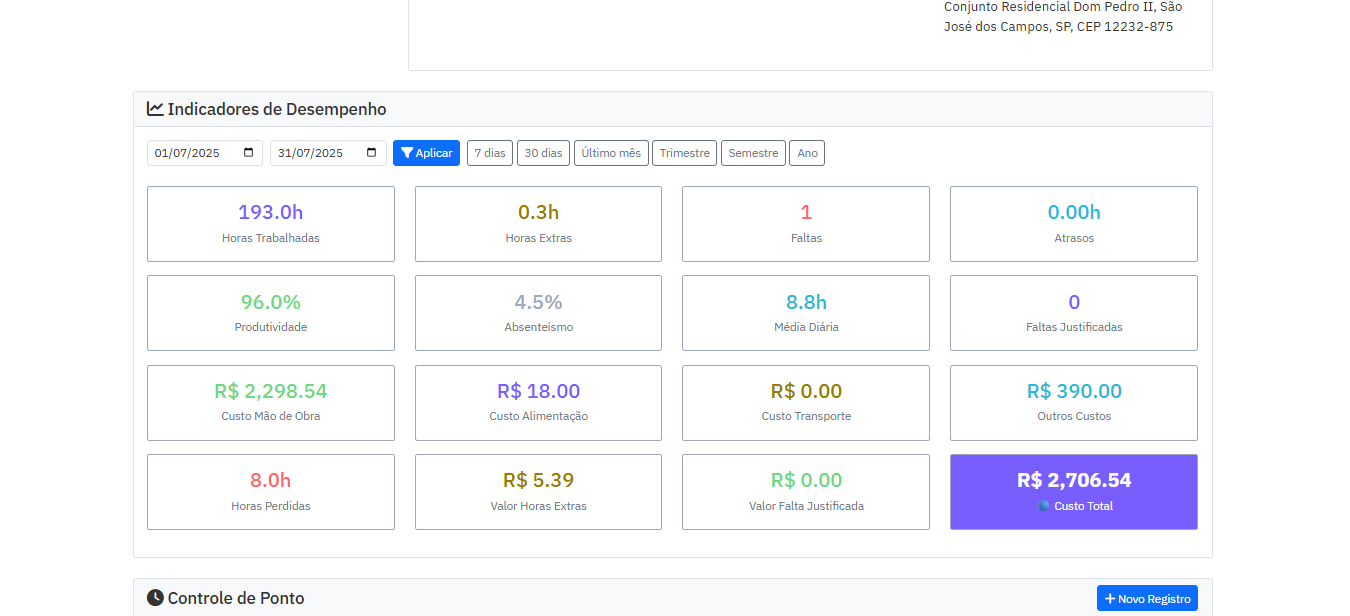 Conjunto Residencial Dom Pedro II, São
José dos Campos, SP, CEP 12232-875
Indicadores de Desempenho
01/07/2025 31/07/2025 Aplicar 7 dias 30 dias Último mês Trimestre Semestre Ano
193.0h 0.3h 1 0.00h
Horas Trabalhadas Horas Extras Faltas Atrasos
96.0% 4.5% 8.8h 0
Produtividade Absenteísmo Média Diária Faltas Justificadas
R$ 2,298.54 R$ 18.00 R$ 0.00 R$ 390.00
Custo Mão de Obra Custo Alimentação Custo Transporte Outros Custos
8.0h R$ 5.39 R$ 0.00 R$ 2,706.54
Horas Perdidas Valor Horas Extras Valor Falta Justificada Custo Total
Controle de Ponto + Novo Registro